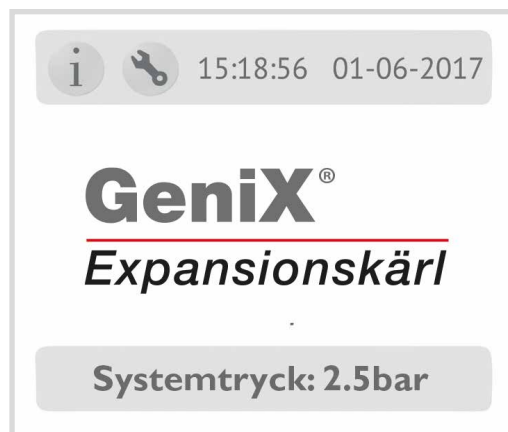 i 15:18:56 01-06-2017
GeniX®
Expansionskärl
Systemtryck: 2.5bar